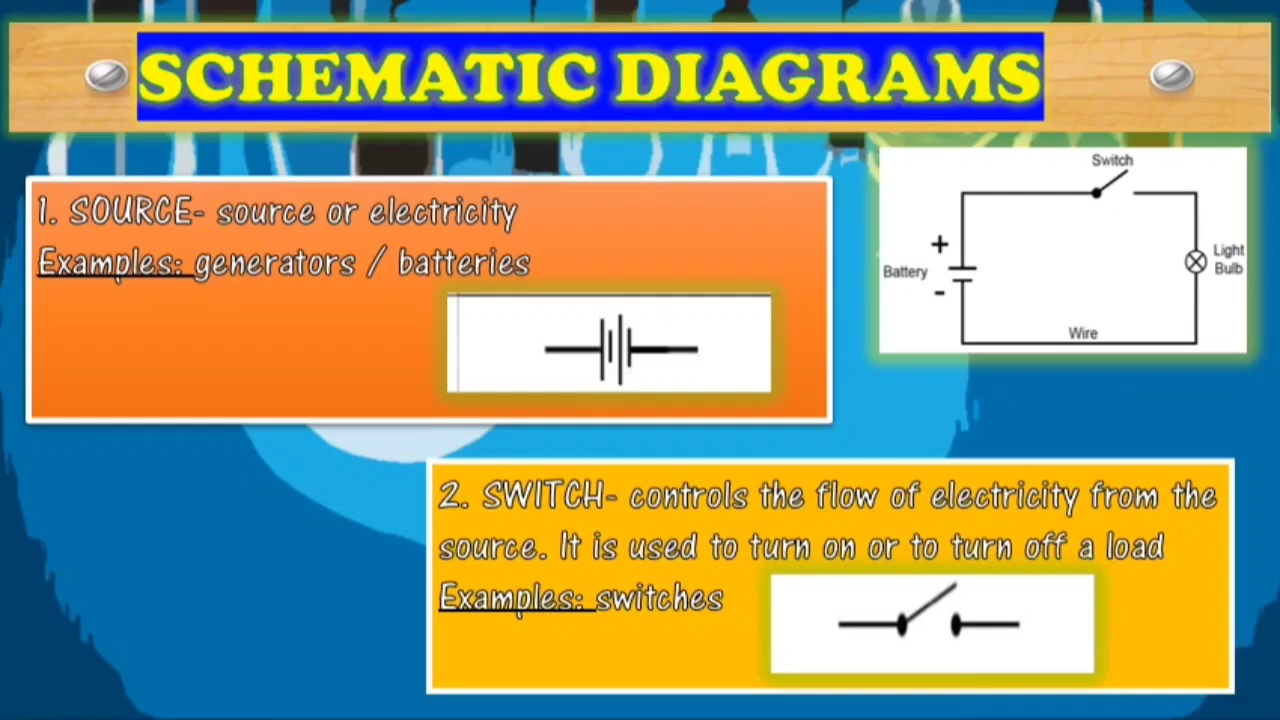 SCHEMATIC DIAGRAMS
1. SOURCE- source or electricity
Examples: generators / batteries
Switch
+
Battery
-
Light
Bulb
Wire
2. SWITCH- controls the flow of electricity from the
source. It is used to turn on or to turn off a load
Examples: switches